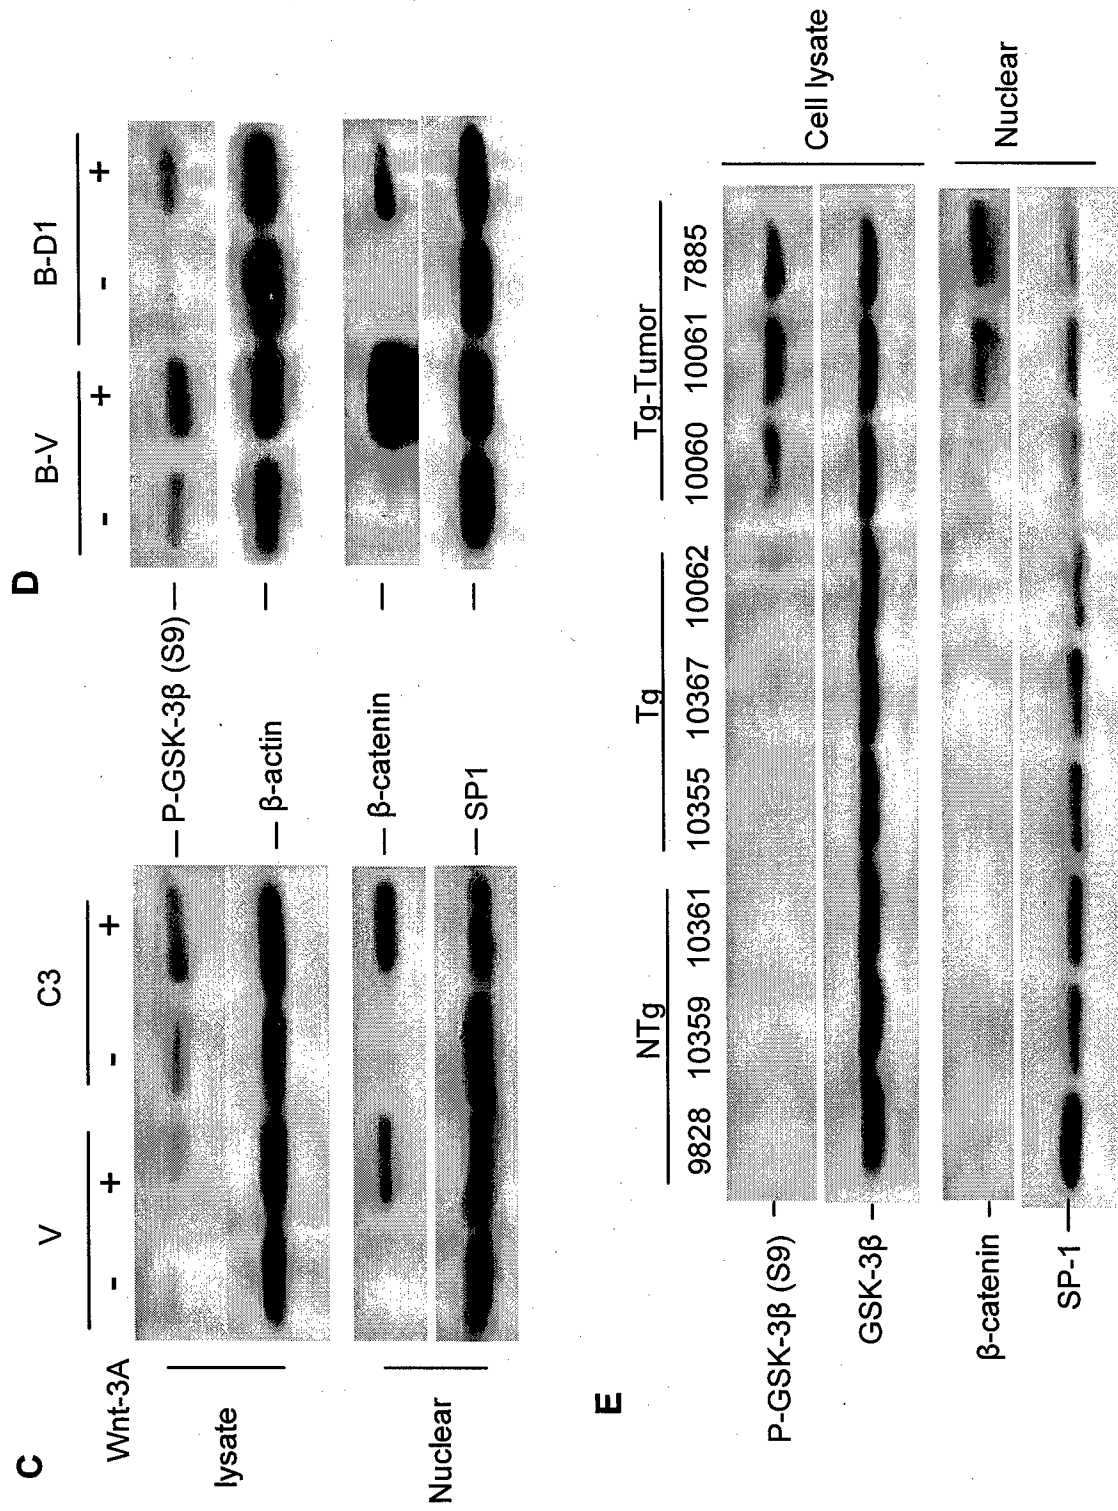 C
V
C3
Wnt-3A
-
+
-
+
lysate
P-GSK-3β (S9)
β-actin
Nuclear
β-catenin
SP1
D
B-V
B-D1
-
+
-
+
E
NTg
Tg
Tg-Tumor
9828 10359 10361 10355 10367 10062 10060 10061 7885
P-GSK-3β (S9)
GSK-3β
Cell lysate
β-catenin
SP-1
Nuclear